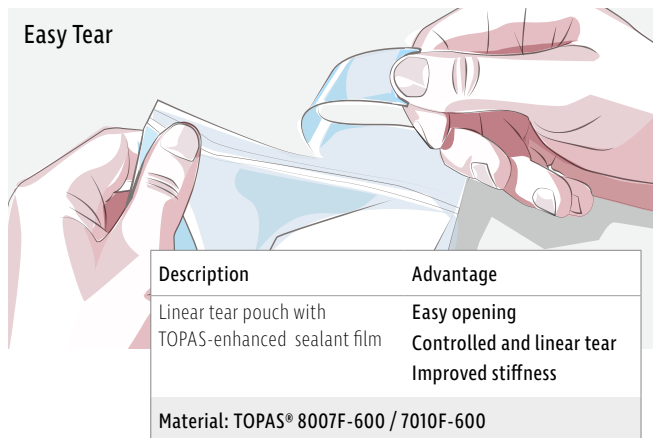 Easy Tear
Description
Advantage
Linear tear pouch with
TOPAS-enhanced sealant film
Easy opening
Controlled and linear tear
Improved stiffness
Material: TOPAS® 8007F-600 / 7010F-600